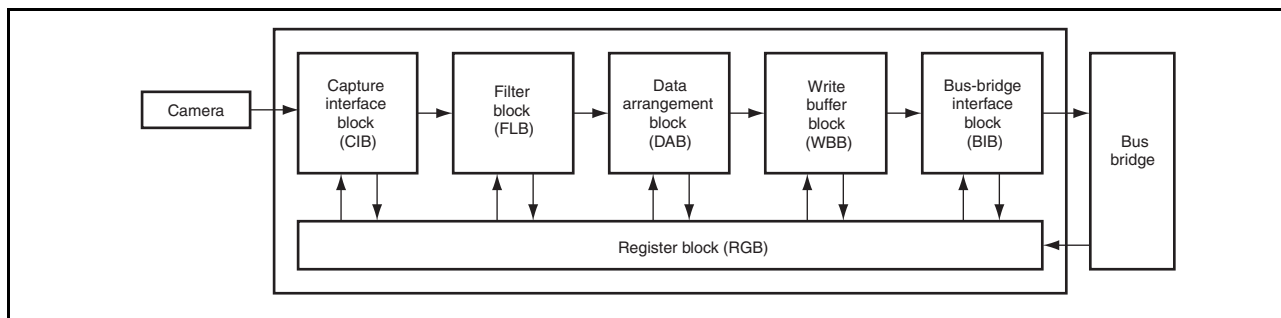 Camera
Capture
interface
block
(CIB)
Filter
block
(FLB)
Data
arrangement
block
(DAB)
Write
buffer
block
(WBB)
Bus-bridge
interface
block
(BIB)
Bus
bridge
Register block (RGB)